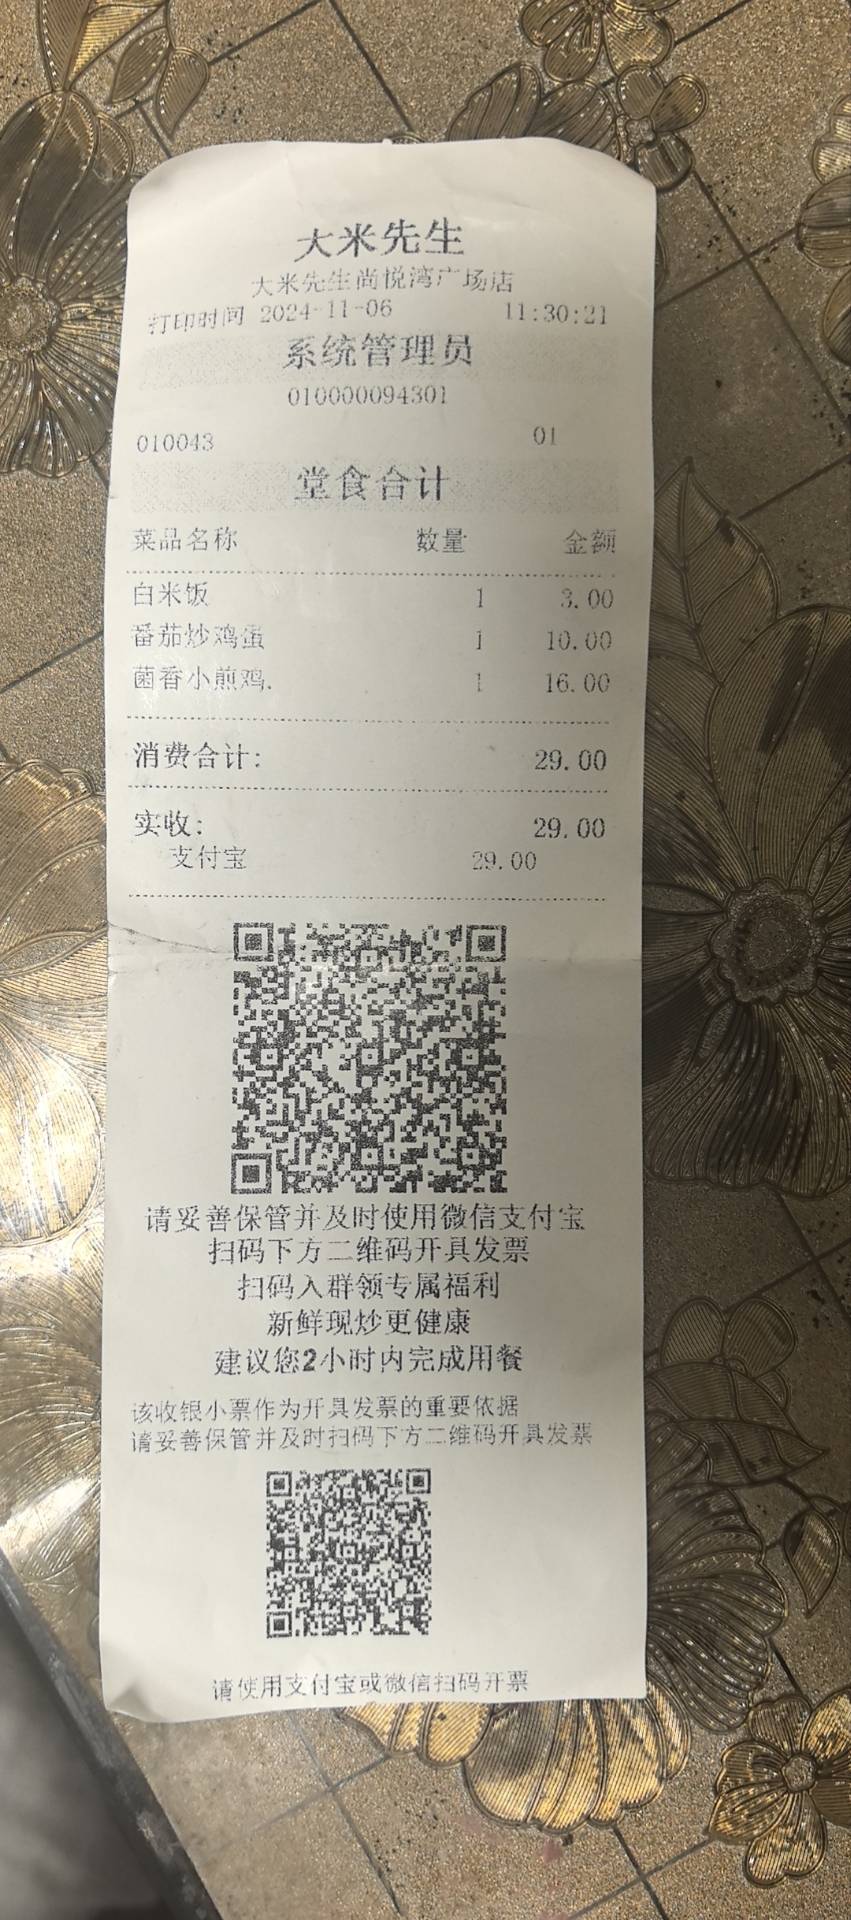 大米先生
大米先生尚悦湾广场店
打印时间 2024-11-06 11:30:21
系统管理员
010000094301
010043 01
堂食合计
菜品名称 数量 金额
白米饭 1 3.00
番茄炒鸡蛋 1 10.00
菌香小煎鸡. 1 16.00
消费合计: 29.00
实收: 29.00
支付宝 29.00
请妥善保管并及时使用微信支付宝
扫码下方二维码开具发票
扫码入群领专属福利
新鲜现炒更健康
建议您2小时内完成用餐
该收银小票作为开具发票的重要依据
请妥善保管并及时扫码下方二维码开具发票
请使用支付宝或微信扫码开票